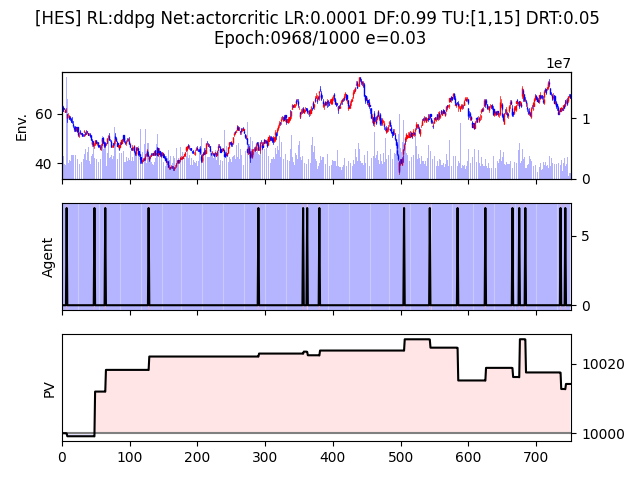 [HES] RL:ddpg Net:actorcritic LR:0.0001 DF:0.99 TU:[1,15] DRT:0.05
Epoch:0968/1000 e=0.03
1e7
Env.
60
40
1
0
Agent
5
0
PV
10020
10000
0 100 200 300 400 500 600 700